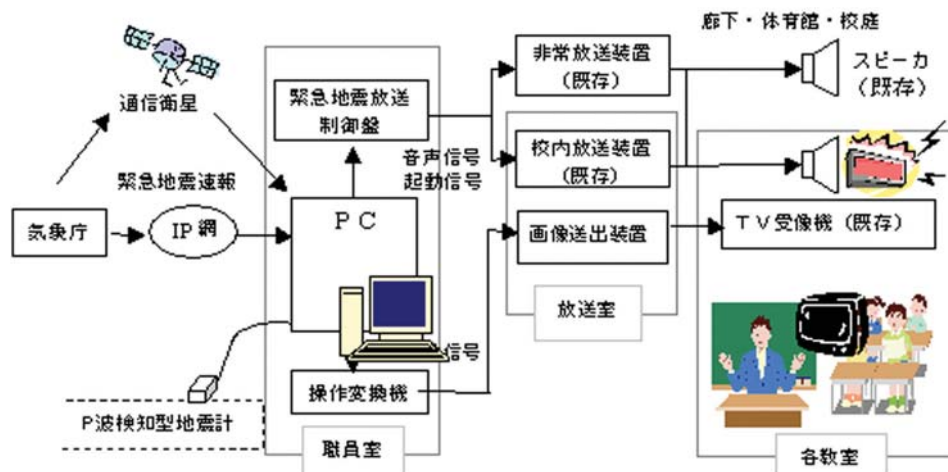 廊下・体育館・校庭
通信衛星
緊急地震放送
制御盤
非常放送装置
(既存)
スピーカ
(既存)
音声信号
起動信号
校内放送装置
(既存)
緊急地震速報
気象庁
IP網
PC
画像送出装置
TV受像機(既存)
放送室
信号
操作変換機
P波検知型地震計
職員室
各教室